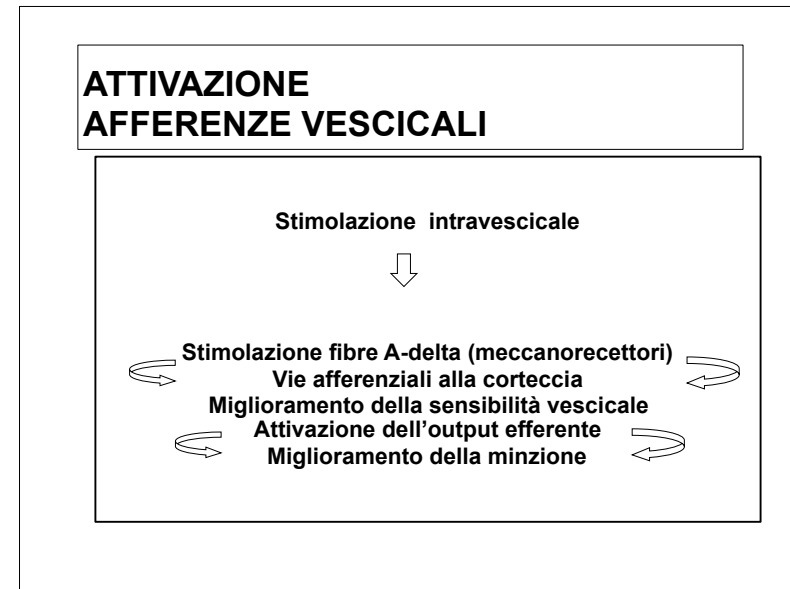 ATTIVAZIONE
AFFERENZE VESCICALI
Stimolazione intravescicale
Stimolazione fibre A-delta (meccanorecettori)
Vie afferenziali alla corteccia
Miglioramento della sensibilità vescicale
Attivazione dell'output efferente
Miglioramento della minzione